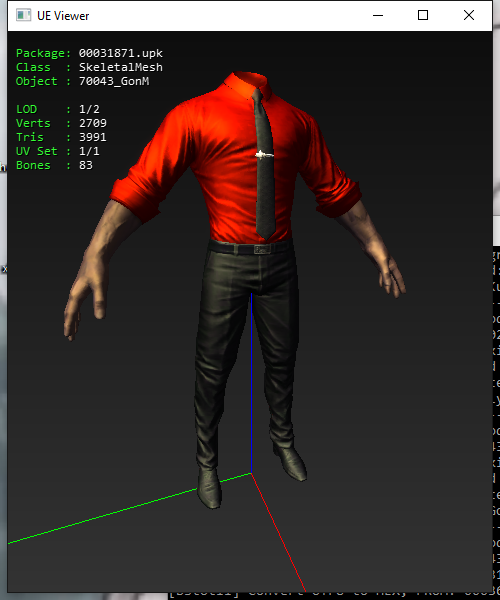 UE Viewer
Package: 00031871.upk
Class : SkeletalMesh
Object : 70043_GonM
LOD : 1/2
Verts : 2709
Tris : 3991
UV Set : 1/1
Bones : 83